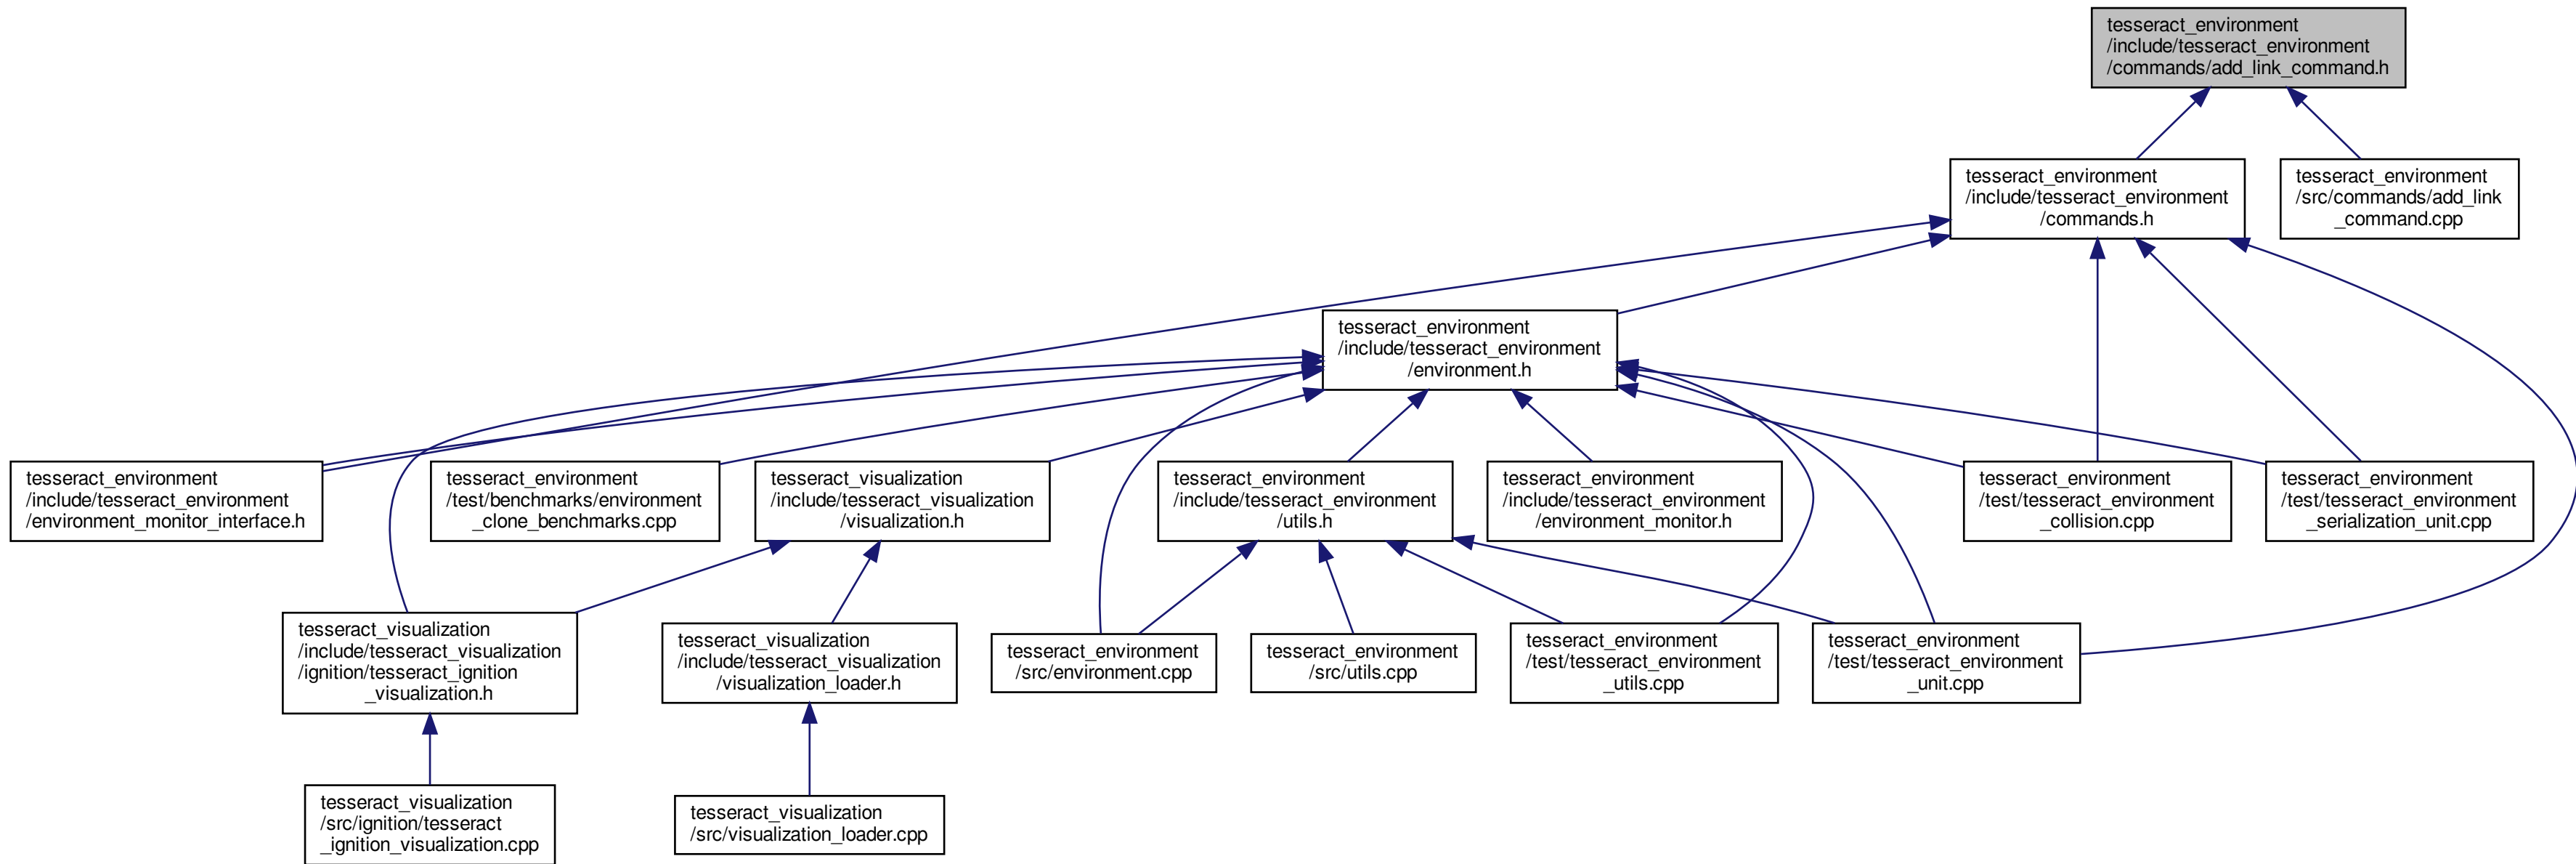 tesseract_environment
/include/tesseract_environment
/commands/add_link_command.h
tesseract_environment
/include/tesseract_environment
/commands.h
tesseract_environment
/src/commands/add_link
_command.cpp
tesseract_environment
/include/tesseract_environment
/environment.h
tesseract_environment
/include/tesseract_environment
/environment_monitor_interface.h
tesseract_environment
/test/benchmarks/environment
_clone_benchmarks.cpp
tesseract_visualization
/include/tesseract_visualization
/visualization.h
tesseract_environment
/include/tesseract_environment
/utils.h
tesseract_environment
/include/tesseract_environment
/environment_monitor.h
tesseract_environment
/test/tesseract_environment
_collision.cpp
tesseract_environment
/test/tesseract_environment
_serialization_unit.cpp
tesseract_visualization
/include/tesseract_visualization
/ignition/tesseract_ignition
_visualization.h
tesseract_visualization
/include/tesseract_visualization
/visualization_loader.h
tesseract_environment
/src/environment.cpp
tesseract_environment
/src/utils.cpp
tesseract_environment
/test/tesseract_environment
_utils.cpp
tesseract_environment
/test/tesseract_environment
_unit.cpp
tesseract_visualization
/src/ignition/tesseract
_ignition_visualization.cpp
tesseract_visualization
/src/visualization_loader.cpp